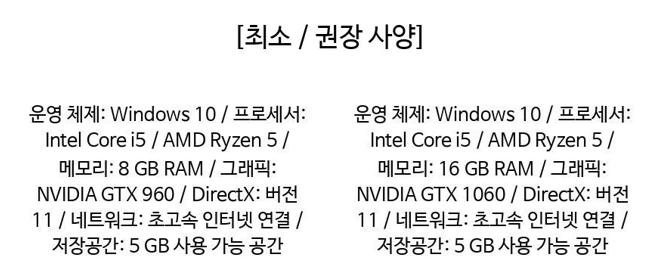 [최소 / 권장 사양]
운영 체제: Windows 10 / 프로세서:
Intel Core i5 / AMD Ryzen 5 /
메모리: 8 GB RAM / 그래픽:
NVIDIA GTX 960 / DirectX: 버전
11 / 네트워크: 초고속 인터넷 연결 /
저장공간: 5 GB 사용 가능 공간
운영 체제: Windows 10 / 프로세서:
Intel Core i5 / AMD Ryzen 5 /
메모리: 16 GB RAM / 그래픽:
NVIDIA GTX 1060 / DirectX: 버전
11 / 네트워크: 초고속 인터넷 연결 /
저장공간: 5 GB 사용 가능 공간